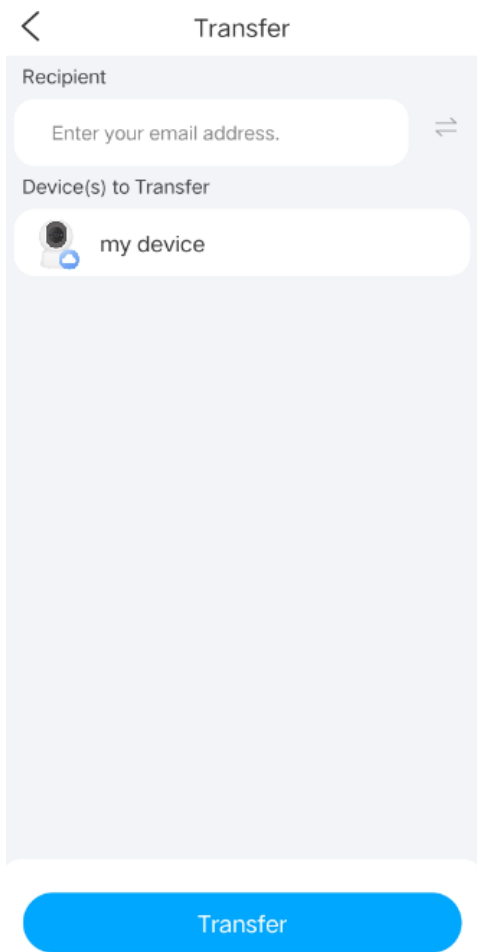 Transfer
Recipient
Enter your email address.
Device(s) to Transfer
my device
Transfer